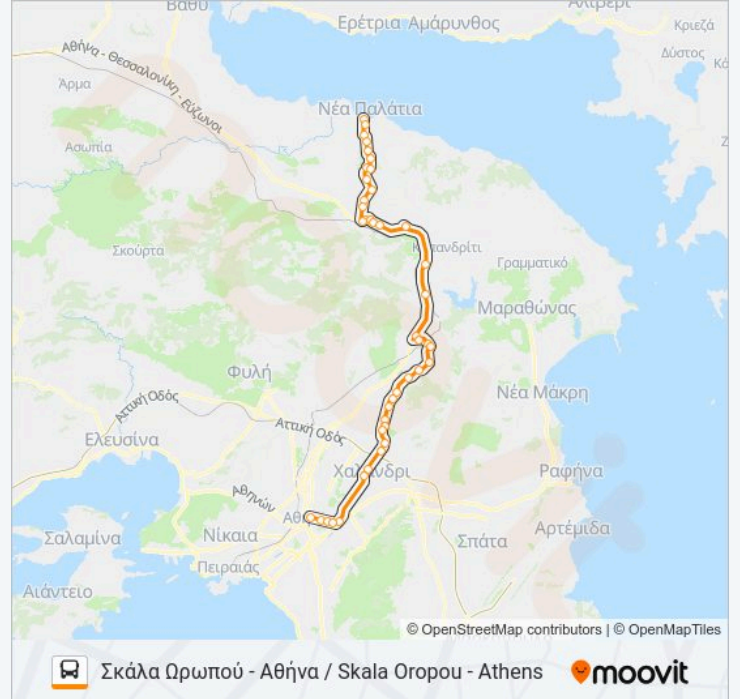 Βαθύ
Αλιβέρι
Ερέτρια Αμάρυνθος
Κριεζά
Αθήνα - Θεσσαλονίκη - Εύζωνοι
Δύστος
Άρμα
Νέα Παλάτια
Ασωπία
Σκούρτα
Γραμματικό
Μαραθώνας
Φυλή
Νέα Μάκρη
Αττική Οδός
Αττική Οδός
Ελευσίνα
Χαλάνδρι
Ραφήνα
Αθηνών
Αθή
Νίκαια
Σαλαμίνα
Σπάτα
Αρτέμιδα
Πειραιάς
Αιάντειο
© OpenStreetMap contributors | © OpenMapTiles
Σκάλα Ωρωπού - Αθήνα / Skala Oropou - Athens
moovit